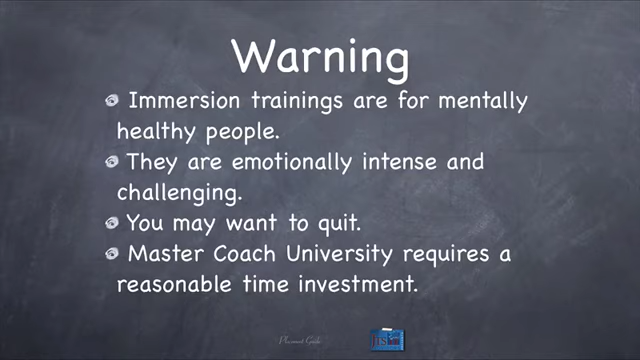 Warning
Immersion trainings are for mentally
healthy people.
They are emotionally intense and
challenging.
You may want to quit.
Master Coach University requires a
reasonable time investment.